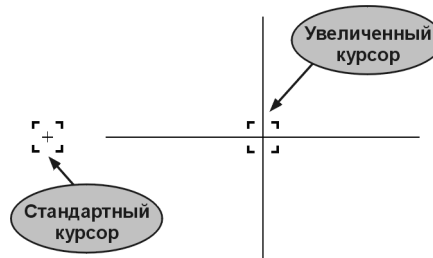 Увеличенный
курсор
Стандартный
курсор